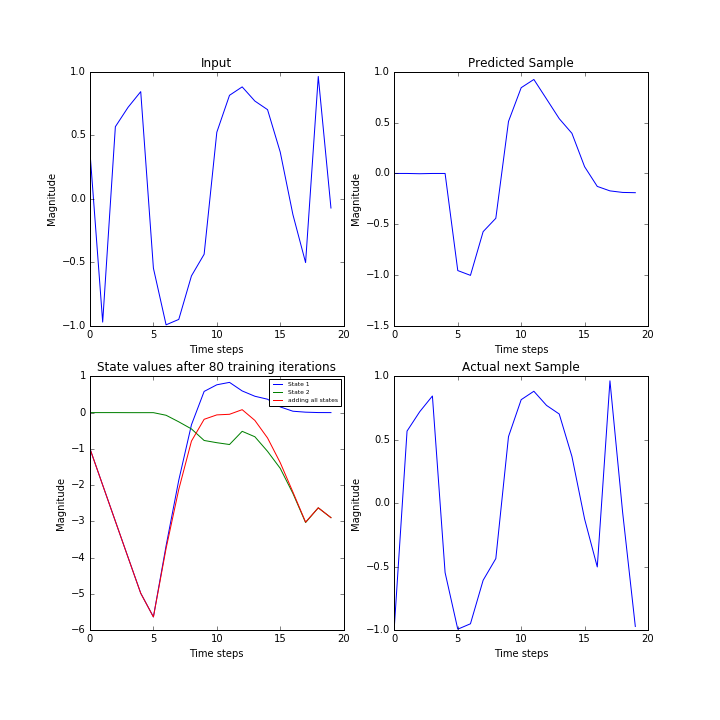 Input
1.0
0.5
0.0
−0.5
−1.0
Magnitude
0 5 10 15 20
Time steps
Predicted Sample
1.0
0.5
0.0
−0.5
−1.0
−1.5
Magnitude
0 5 10 15 20
Time steps
State values after 80 training iterations
1
0
−1
−2
−3
−4
−5
−6
Magnitude
State 1
State 2
adding all states
0 5 10 15 20
Time steps
Actual next Sample
1.0
0.5
0.0
−0.5
−1.0
Magnitude
0 5 10 15 20
Time steps